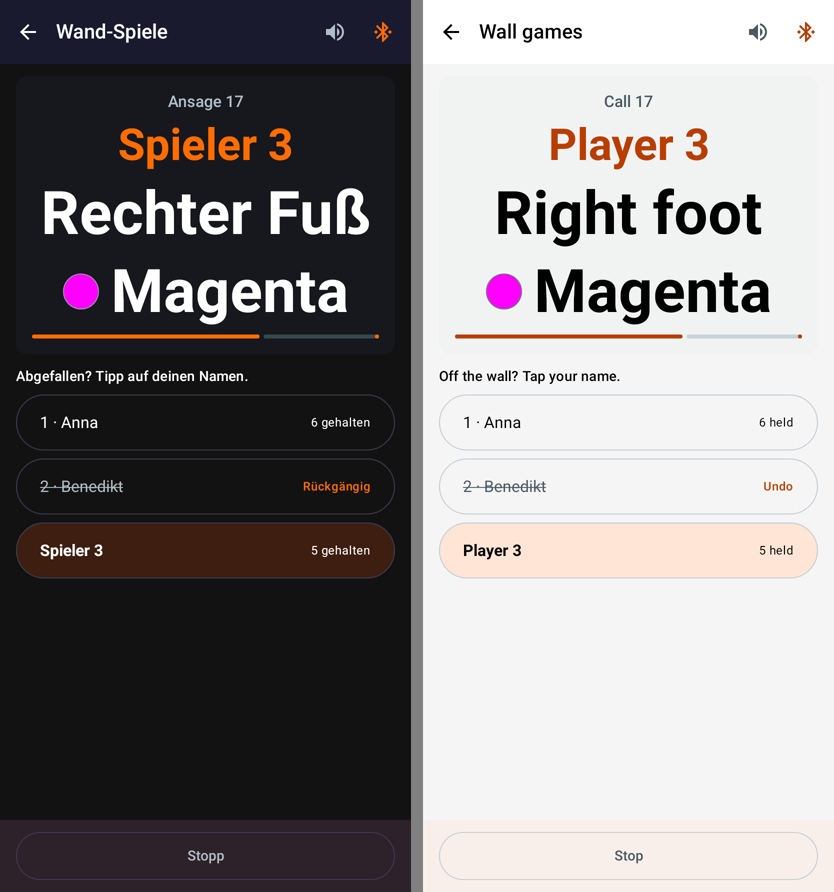 Wand-Spiele
Ansage 17
Spieler 3
Rechter Fuß
Magenta
Abgefallen? Tipp auf deinen Namen.
1 · Anna 6 gehalten
2 · Benedikt Rückgängig
Spieler 3 5 gehalten
Stopp
Wall games
Call 17
Player 3
Right foot
Magenta
Off the wall? Tap your name.
1 · Anna 6 held
2 · Benedikt Undo
Player 3 5 held
Stop